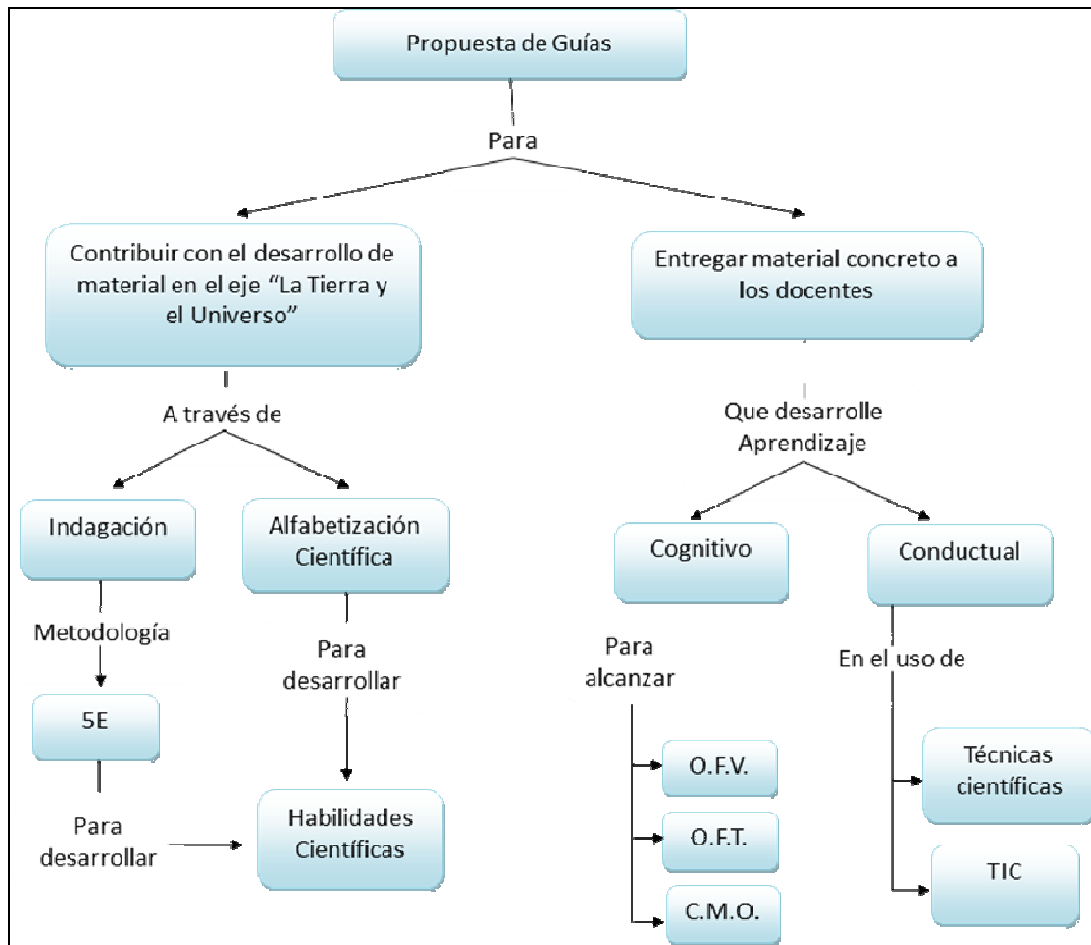 Propuesta de Guías
Para
Contribuir con el desarrollo de
material en el eje “La Tierra y
el Universo”
Entregar material concreto a
los docentes
A través de
Que desarrolle
Aprendizaje
Indagación
Alfabetización
Científica
Cognitivo
Conductual
Metodología
Para
desarrollar
Para
alcanzar
En el uso de
5E
O.F.V.
Técnicas
científicas
Para
desarrollar
Habilidades
Científicas
O.F.T.
TIC
C.M.O.